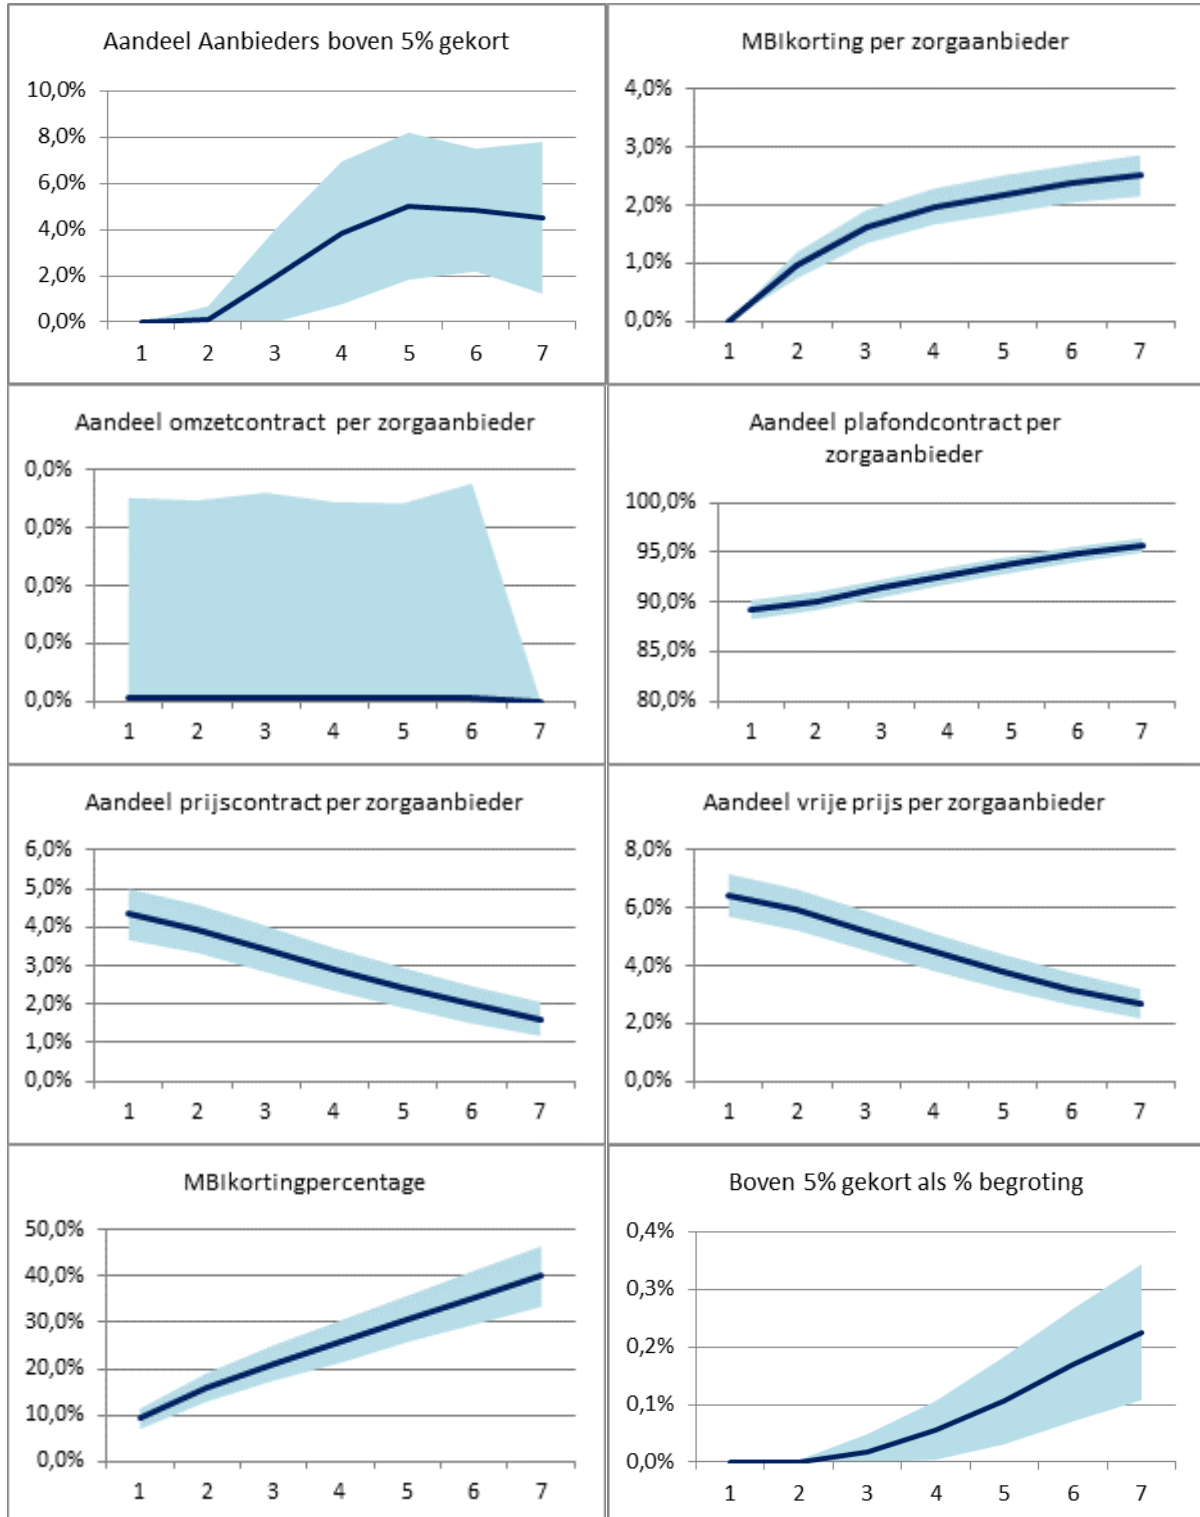 Aandeel Aanbieders boven 5% gekort
10,0%
8,0%
6,0%
4,0%
2,0%
0,0%
1 2 3 4 5 6 7
MBIkorting per zorgaanbieder
4,0%
3,0%
2,0%
1,0%
0,0%
1 2 3 4 5 6 7
Aandeel omzetcontract per zorgaanbieder
0,0%
0,0%
0,0%
0,0%
0,0%
1 2 3 4 5 6 7
Aandeel plafondcontract per
zorgaanbieder
100,0%
95,0%
90,0%
85,0%
80,0%
1 2 3 4 5 6 7
Aandeel prijscontract per zorgaanbieder
6,0%
5,0%
4,0%
3,0%
2,0%
1,0%
0,0%
1 2 3 4 5 6 7
Aandeel vrije prijs per zorgaanbieder
8,0%
6,0%
4,0%
2,0%
0,0%
1 2 3 4 5 6 7
MBIkortingpercentage
50,0%
40,0%
30,0%
20,0%
10,0%
0,0%
1 2 3 4 5 6 7
Boven 5% gekort als % begroting
0,4%
0,3%
0,2%
0,1%
0,0%
1 2 3 4 5 6 7